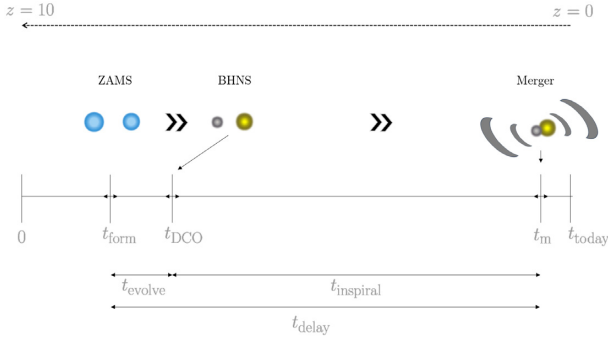 z = 10 z = 0
ZAMS BHNS Merger
0 t_form t_DCO t_m t_today
t_evolve t_inspiral
t_delay